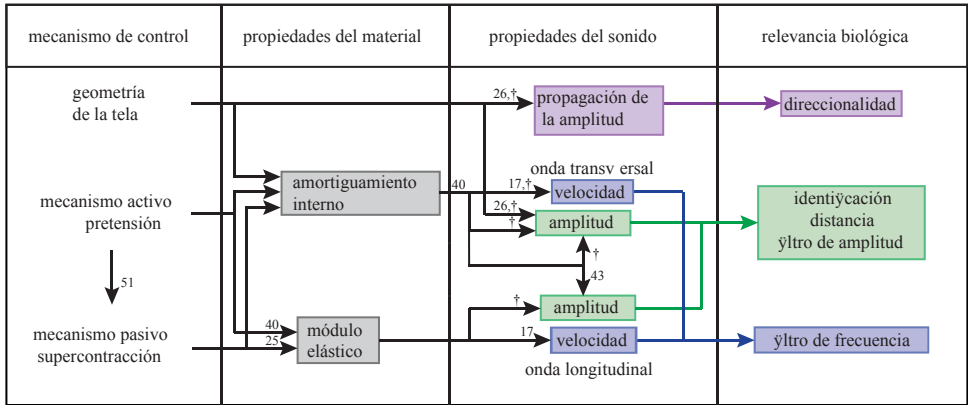 mecanismo de control
propiedades del material
propiedades del sonido
relevancia biológica
geometría
de la tela
26,†
propagación de
la amplitud
direccionalidad
onda transv ersal
amortiguamiento
interno
40
17,†
velocidad
mecanismo activo
pretensión
26,†
†
amplitud
identiÿcación
distancia
ÿltro de amplitud
†
43
51
†
amplitud
mecanismo pasivo
supercontracción
40
25
módulo
elástico
17
velocidad
ÿltro de frecuencia
onda longitudinal